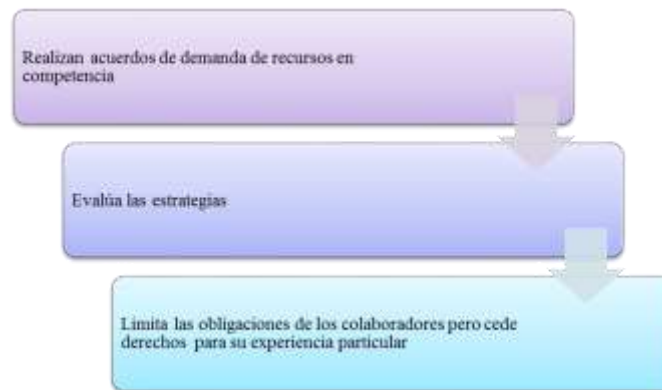 Realizan acuerdos de demanda de recursos en
competencia
Evalúa las estrategias
Limita las obligaciones de los colaboradores pero cede
derechos para su experiencia particular